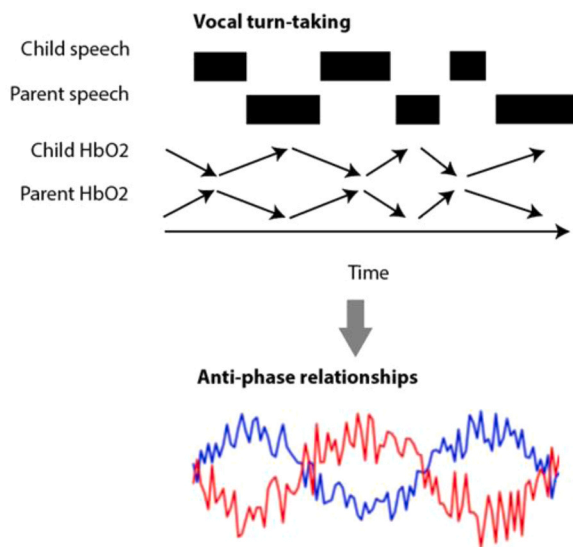 Vocal turn-taking
Child speech
Parent speech
Child HbO2
Parent HbO2
Time
Anti-phase relationships